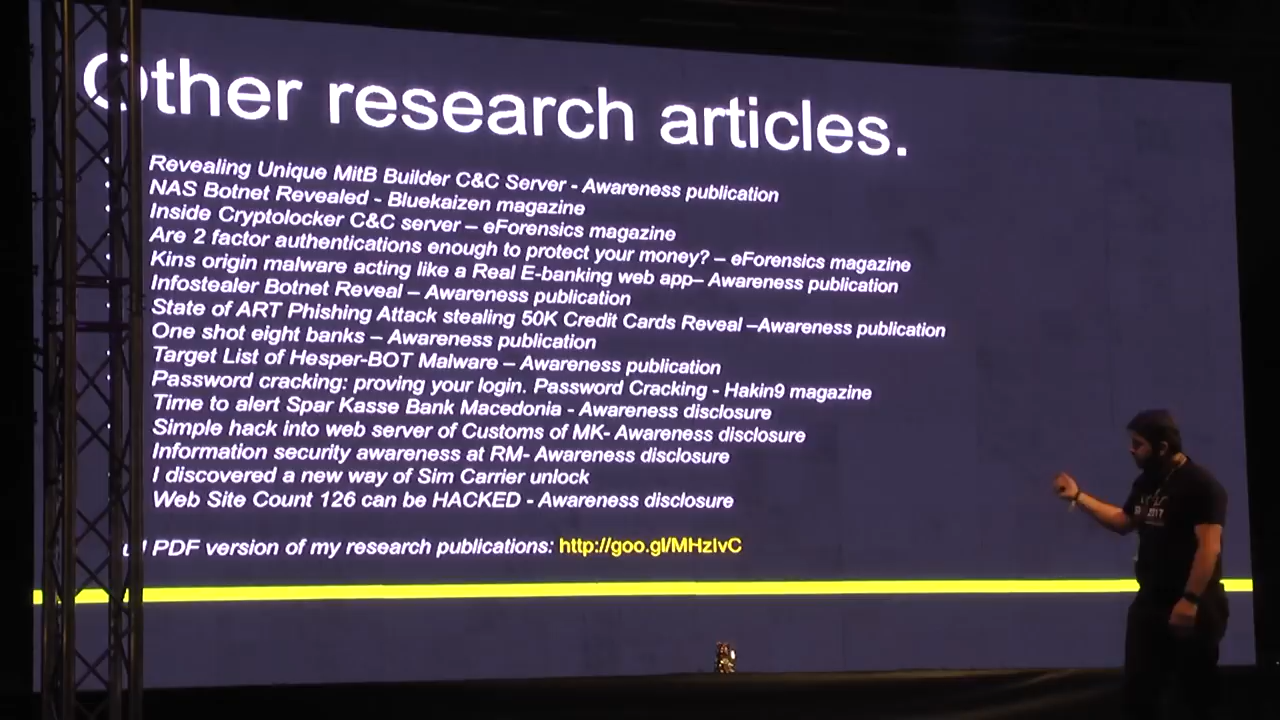 Other research articles.
Revealing Unique MitB Builder C&C Server - Awareness publication
NAS Botnet Revealed - Bluekaizen magazine
Inside Cryptolocker C&C server – eForensics magazine
Are 2 factor authentications enough to protect your money? – eForensics magazine
Kins origin malware acting like a Real E-banking web app– Awareness publication
Infostealer Botnet Reveal – Awareness publication
State of ART Phishing Attack stealing 50K Credit Cards Reveal –Awareness publication
One shot eight banks – Awareness publication
Target List of Hesper-BOT Malware – Awareness publication
Password cracking: proving your login. Password Cracking - Hakin9 magazine
Time to alert Spar Kasse Bank Macedonia - Awareness disclosure
Simple hack into web server of Customs of MK- Awareness disclosure
Information security awareness at RM- Awareness disclosure
I discovered a new way of Sim Carrier unlock
Web Site Count 126 can be HACKED - Awareness disclosure
PDF version of my research publications: http://goo.gl/MHzIvC
2017